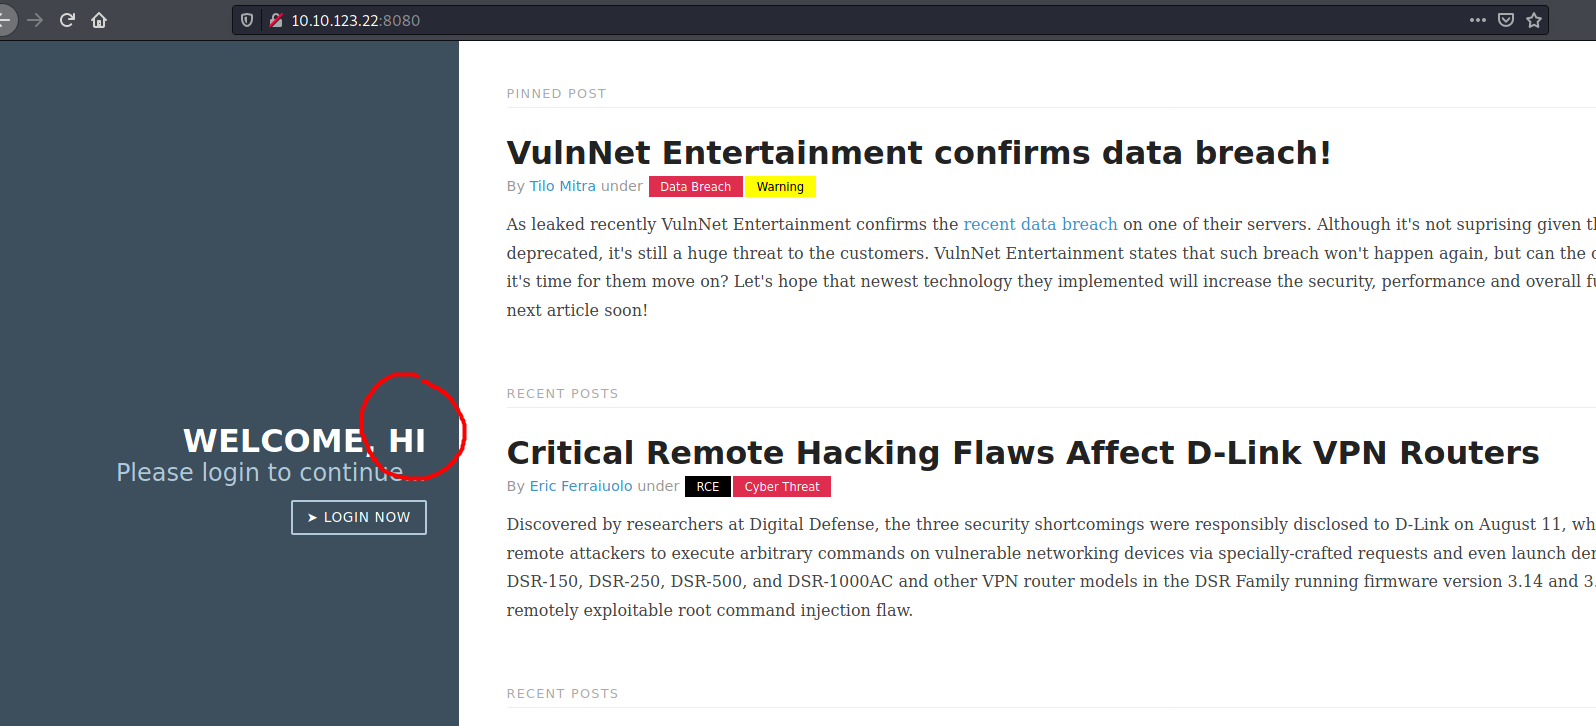 10.10.123.22:8080
WELCOME, HI
Please login to continue...
➤ LOGIN NOW
PINNED POST
VulnNet Entertainment confirms data breach!
By Tilo Mitra under Data Breach Warning
As leaked recently VulnNet Entertainment confirms the recent data breach on one of their servers. Although it's not suprising given
deprecated, it's still a huge threat to the customers. VulnNet Entertainment states that such breach won't happen again, but can the
it's time for them move on? Let's hope that newest technology they implemented will increase the security, performance and overall
next article soon!
RECENT POSTS
Critical Remote Hacking Flaws Affect D-Link VPN Routers
By Eric Ferraiuolo under RCE Cyber Threat
Discovered by researchers at Digital Defense, the three security shortcomings were responsibly disclosed to D-Link on August 11,
remote attackers to execute arbitrary commands on vulnerable networking devices via specially-crafted requests and even launch
DSR-150, DSR-250, DSR-500, and DSR-1000AC and other VPN router models in the DSR Family running firmware version 3.14 and
remotely exploitable root command injection flaw.
RECENT POSTS